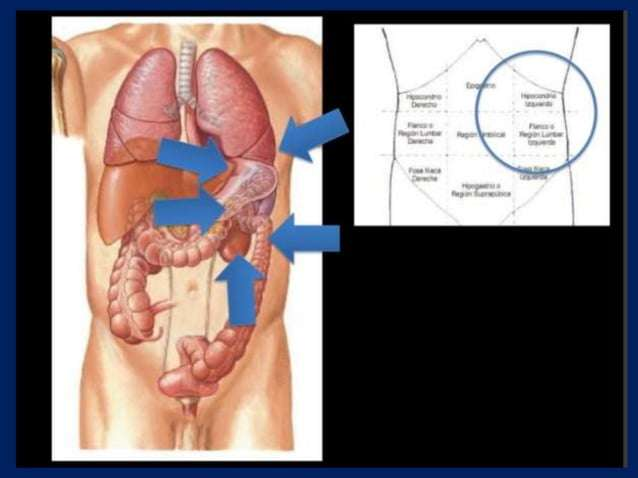 Epigastrio
Hipocondrio
Derecho
Hipocondrio
Izquierdo
Flanco o
Región Lumbar
Derecha
Región Umbilical
Flanco o
Región Lumbar
Izquierda
Fosa Iliaca
Derecha
Fosa Iliaca
Izquierda
Hipogastrio o
Región Suprapúbica